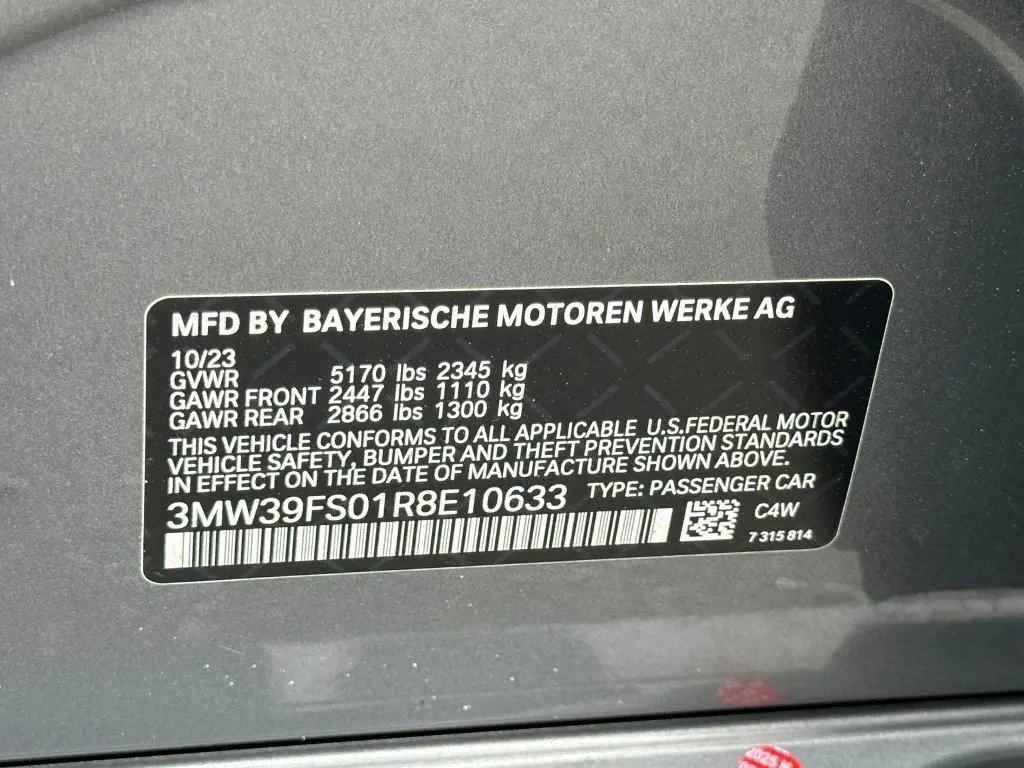 MFD BY BAYERISCHE MOTOREN WERKE AG
10/23
GVWR 5170 lbs 2345 kg
GAWR FRONT 2447 lbs 1110 kg
GAWR REAR 2866 lbs 1300 kg
THIS VEHICLE CONFORMS TO ALL APPLICABLE U.S.FEDERAL MOTOR
VEHICLE SAFETY, BUMPER AND THEFT PREVENTION STANDARDS
IN EFFECT ON THE DATE OF MANUFACTURE SHOWN ABOVE.
3MW39FS01R8E10633 TYPE: PASSENGER CAR
C4W
7 315 814